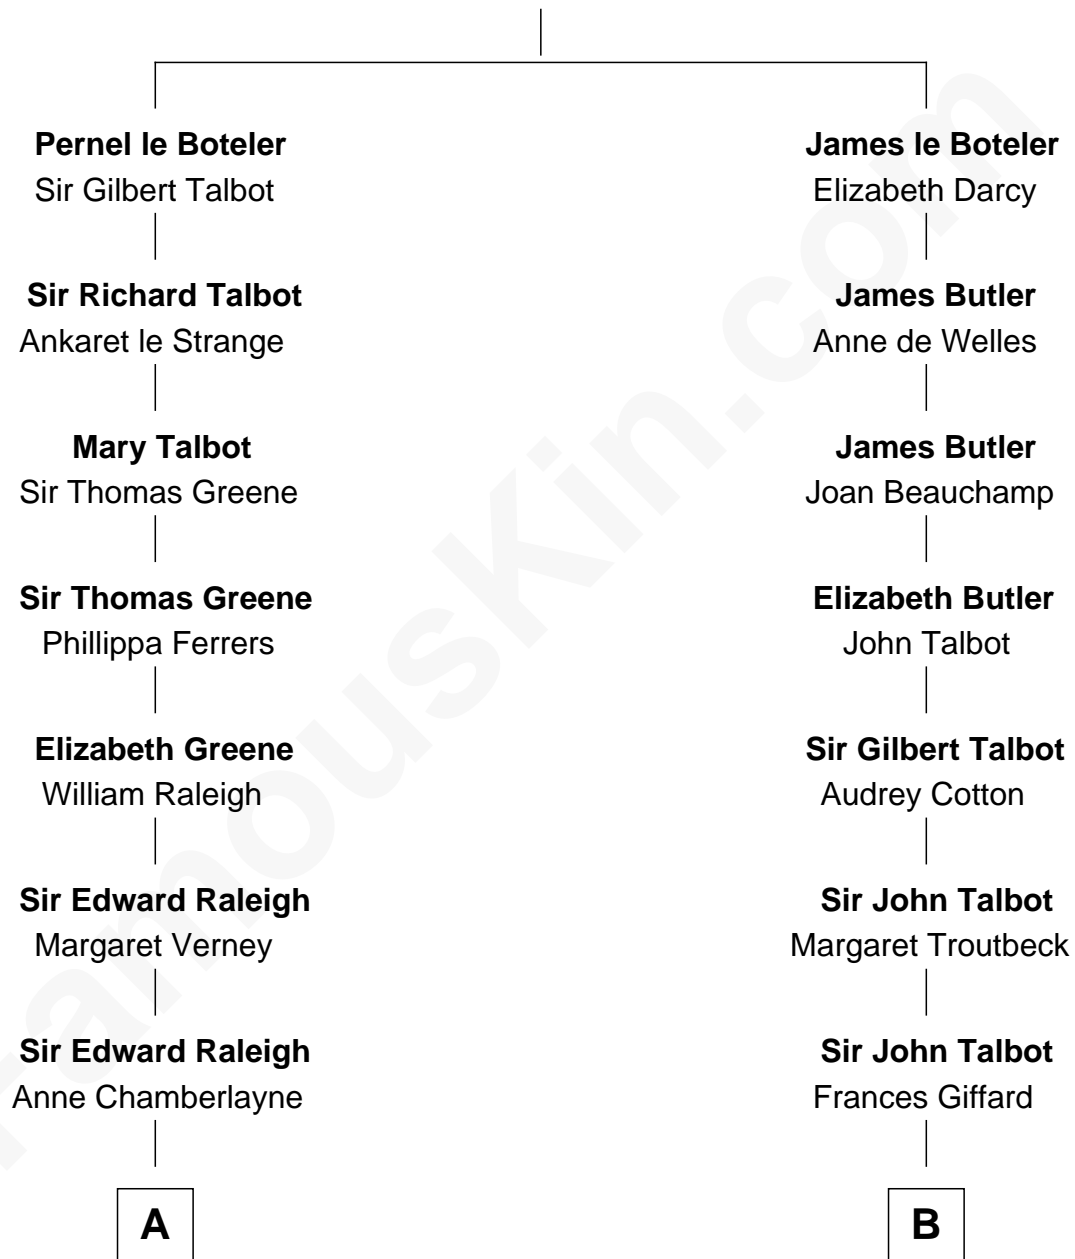 Pernel le Boteler
Sir Gilbert Talbot
Sir Richard Talbot
Ankaret le Strange
Mary Talbot
Sir Thomas Greene
Sir Thomas Greene
Phillippa Ferrers
Elizabeth Greene
William Raleigh
Sir Edward Raleigh
Margaret Verney
Sir Edward Raleigh
Anne Chamberlayne
A
James le Boteler
Elizabeth Darcy
James Butler
Anne de Welles
James Butler
Joan Beauchamp
Elizabeth Butler
John Talbot
Sir Gilbert Talbot
Audrey Cotton
Sir John Talbot
Margaret Troutbeck
Sir John Talbot
Frances Giffard
B
FamousKin.com